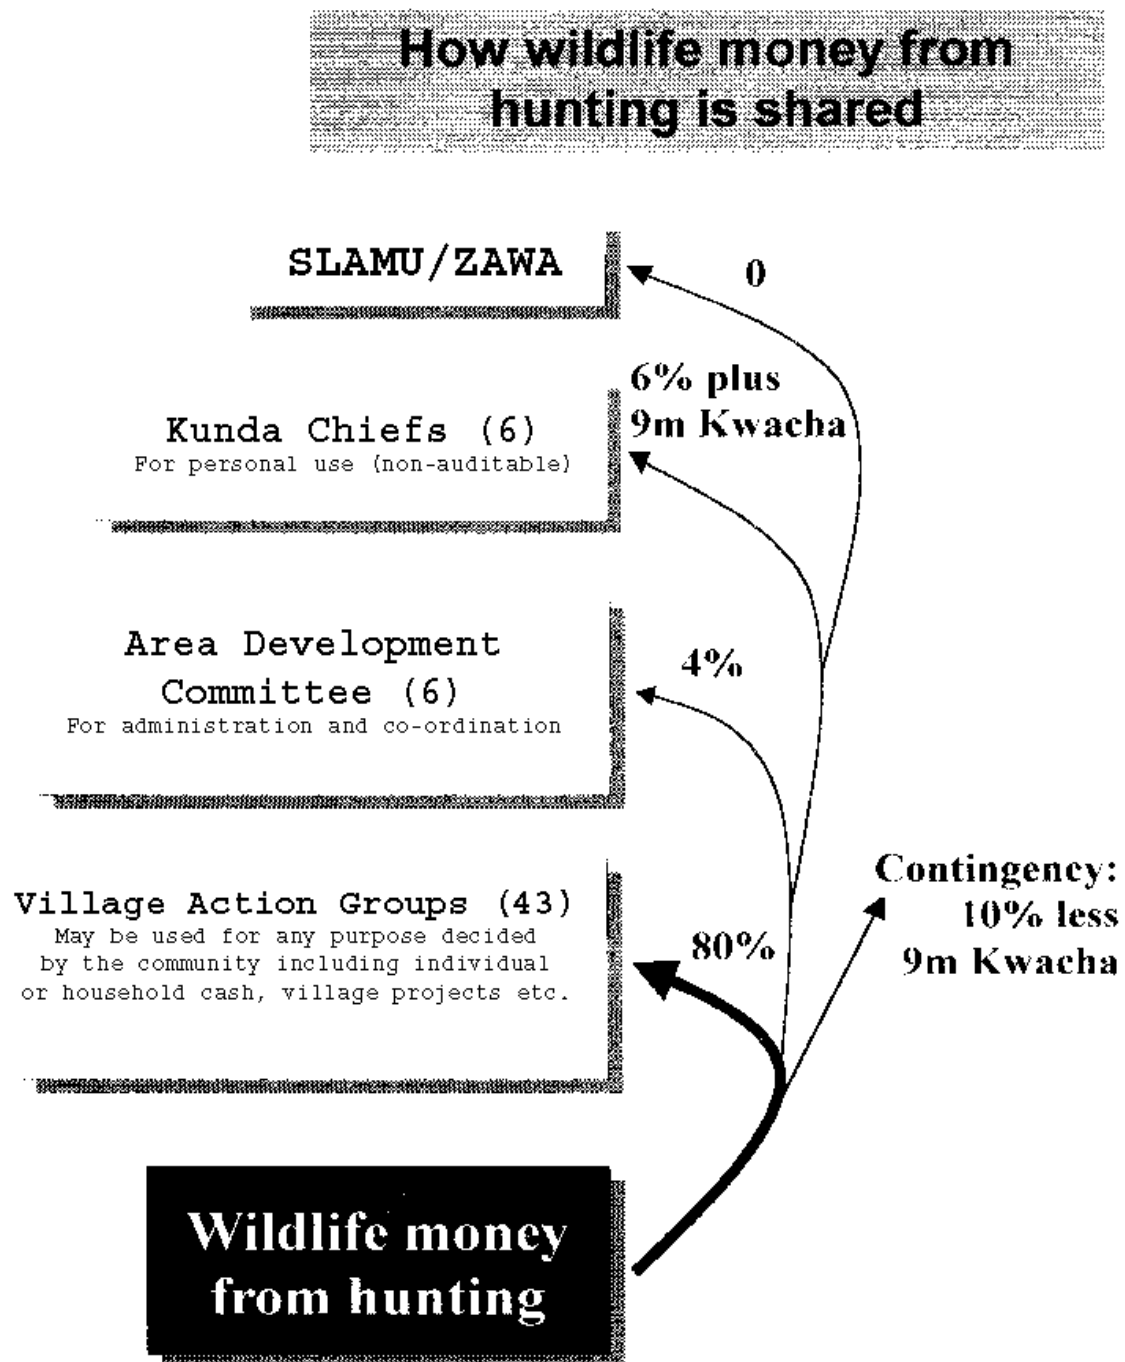 How wildlife money from
hunting is shared
SLAMU/ZAWA
0
6% plus
9m Kwacha
Kunda Chiefs (6)
For personal use (non-auditable)
Area Development
Committee (6)
For administration and co-ordination
4%
Village Action Groups (43)
May be used for any purpose decided
by the community including individual
or household cash, village projects etc.
80%
Contingency:
10% less
9m Kwacha
Wildlife money
from hunting